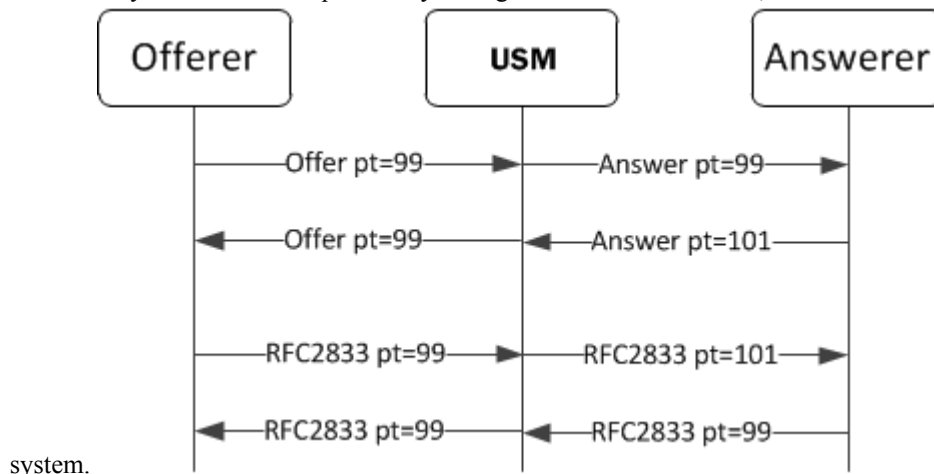 Offerer USM Answerer
Offer pt=99 Answer pt=99
Offer pt=99 Answer pt=101
RFC2833 pt=99 RFC2833 pt=101
RFC2833 pt=99 RFC2833 pt=99
system.